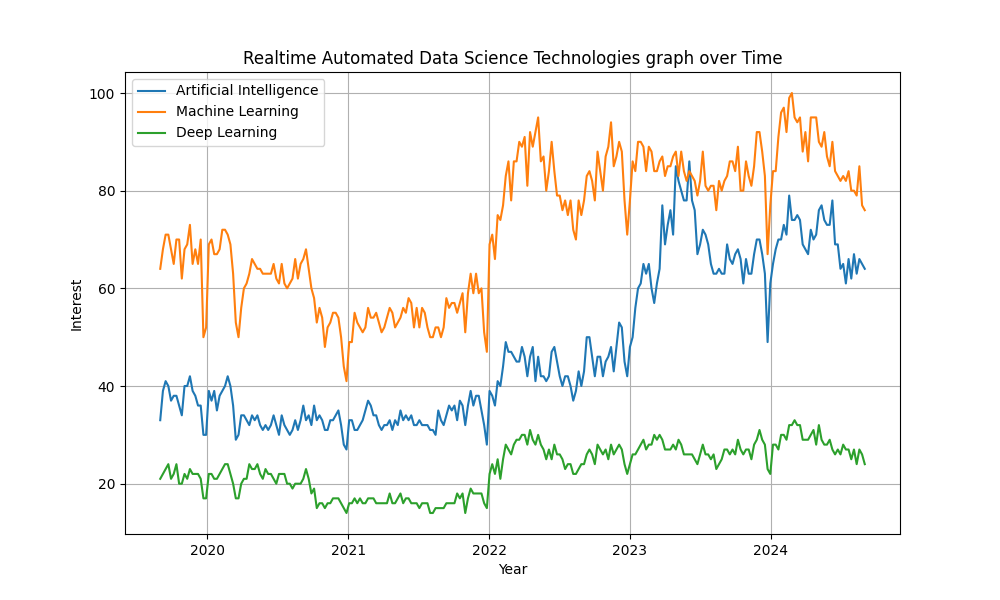 Realtime Automated Data Science Technologies graph over Time
Artificial Intelligence
Machine Learning
Deep Learning
100
80
60
40
20
Interest
2020 2021 2022 2023 2024
Year